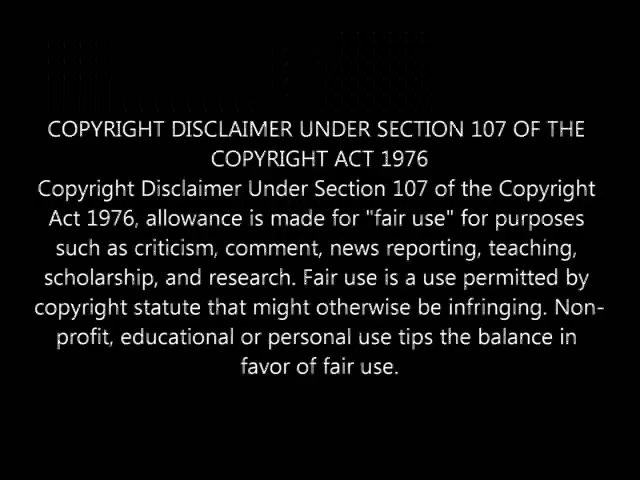 COPYRIGHT DISCLAIMER UNDER SECTION 107 OF THE
COPYRIGHT ACT 1976
Copyright Disclaimer Under Section 107 of the Copyright
Act 1976, allowance is made for "fair use" for purposes
such as criticism, comment, news reporting, teaching,
scholarship, and research. Fair use is a use permitted by
copyright statute that might otherwise be infringing. Non-
profit, educational or personal use tips the balance in
favor of fair use.